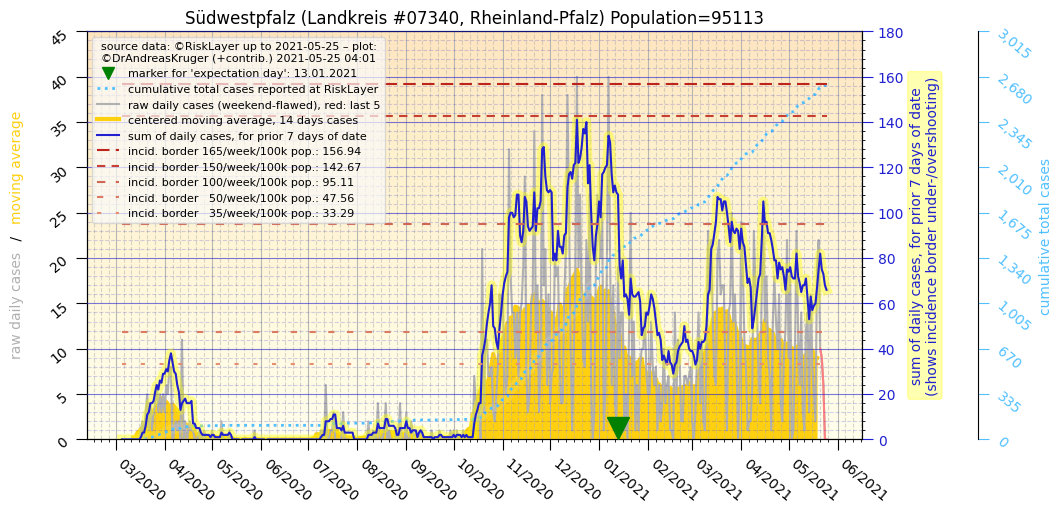 Südwestpfalz (Landkreis #07340, Rheinland-Pfalz) Population=95113
source data: ©RiskLayer up to 2021-05-25 – plot:
©DrAndreasKruger (+contrib.) 2021-05-25 04:01
marker for 'expectation day': 13.01.2021
cumulative total cases reported at RiskLayer
raw daily cases (weekend-flawed), red: last 5
centered moving average, 14 days cases
sum of daily cases, for prior 7 days of date
incid. border 165/week/100k pop.: 156.94
incid. border 150/week/100k pop.: 142.67
incid. border 100/week/100k pop.: 95.11
incid. border   50/week/100k pop.: 47.56
incid. border   35/week/100k pop.: 33.29
raw daily cases   /   moving average
45
40
35
30
25
20
15
10
5
0
180
160
140
120
100
80
60
40
20
0
sum of daily cases, for prior 7 days of date
(shows incidence border under-/overshooting)
3,015
2,680
2,345
2,010
1,675
1,340
1,005
670
335
0
cumulative total cases
03/2020
04/2020
05/2020
06/2020
07/2020
08/2020
09/2020
10/2020
11/2020
12/2020
01/2021
02/2021
03/2021
04/2021
05/2021
06/2021